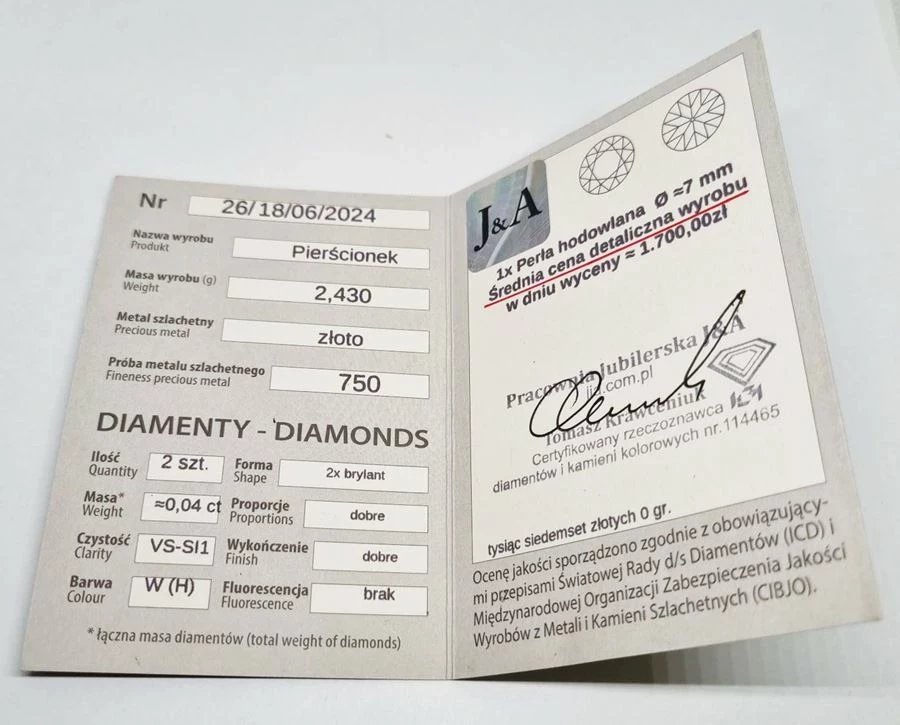 Nr 26/18/06/2024
Nazwa wyrobu
Produkt
Pierścionek
Masa wyrobu (g)
Weight
2,430
Metal szlachetny
Precious metal
złoto
Próba metalu szlachetnego
Fineness precious metal
750
DIAMENTY - DIAMONDS
Ilość
Quantity
2 szt.
Forma
Shape
2x brylant
Masa*
Weight
≈0,04 ct
Proporcje
Proportions
dobre
Czystość
Clarity
VS-SI1
Wykończenie
Finish
dobre
Barwa
Colour
W (H)
Fluorescencja
Fluorescence
brak
* łączna masa diamentów (total weight of diamonds)
J&A
1x Perła hodowlana Ø ≈7 mm
Średnia cena detaliczna wyrobu
w dniu wyceny ≈ 1.700,00zł
Pracownia Jubilerska J&A
Tomasz Krawceniuk
Certyfikowany rzeczoznawca
diamentów i kamieni kolorowych nr.114465
tysiąc siedemset złotych 0 gr.
Ocenę jakości sporządzono zgodnie z obowiązujący-
mi przepisami Światowej Rady d/s Diamentów (ICD) i
Międzynarodowej Organizacji Zabezpieczenia Jakości
Wyrobów z Metali i Kamieni Szlachetnych (CIBJO).